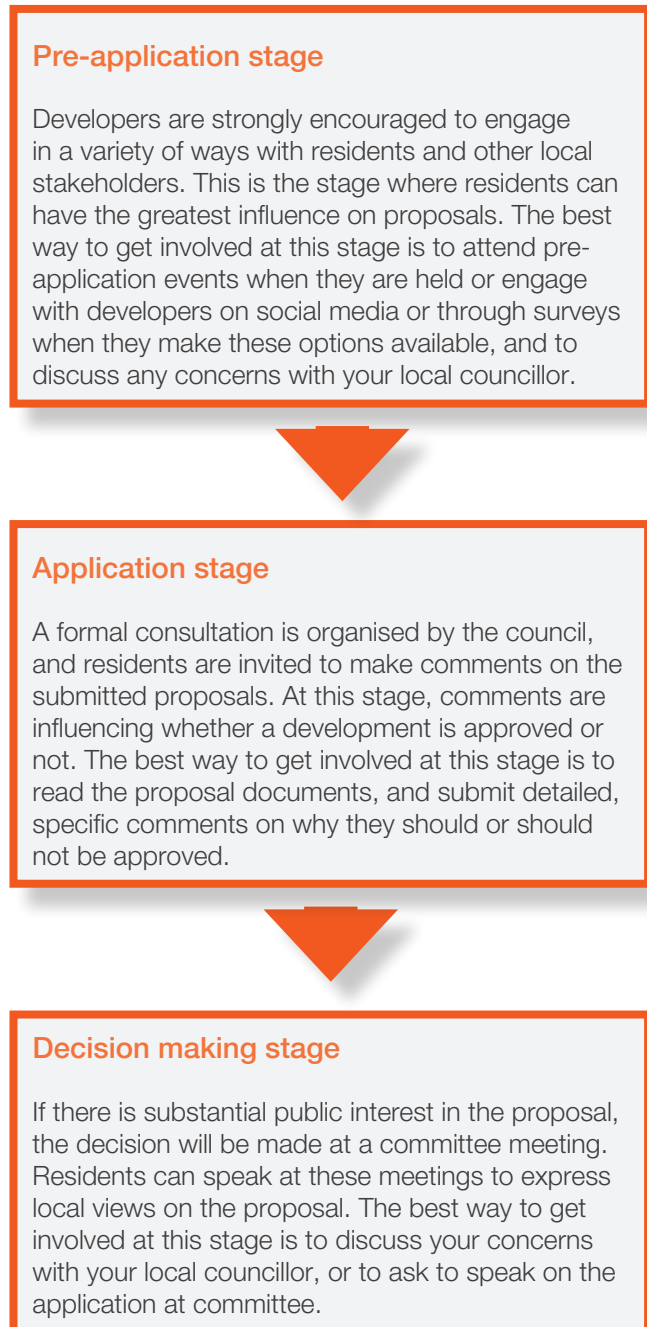 Pre-application stage
Developers are strongly encouraged to engage
in a variety of ways with residents and other local
stakeholders. This is the stage where residents can
have the greatest influence on proposals. The best
way to get involved at this stage is to attend pre-
application events when they are held or engage
with developers on social media or through surveys
when they make these options available, and to
discuss any concerns with your local councillor.
Application stage
A formal consultation is organised by the council,
and residents are invited to make comments on the
submitted proposals. At this stage, comments are
influencing whether a development is approved or
not. The best way to get involved at this stage is to
read the proposal documents, and submit detailed,
specific comments on why they should or should
not be approved.
Decision making stage
If there is substantial public interest in the proposal,
the decision will be made at a committee meeting.
Residents can speak at these meetings to express
local views on the proposal. The best way to get
involved at this stage is to discuss your concerns
with your local councillor, or to ask to speak on the
application at committee.